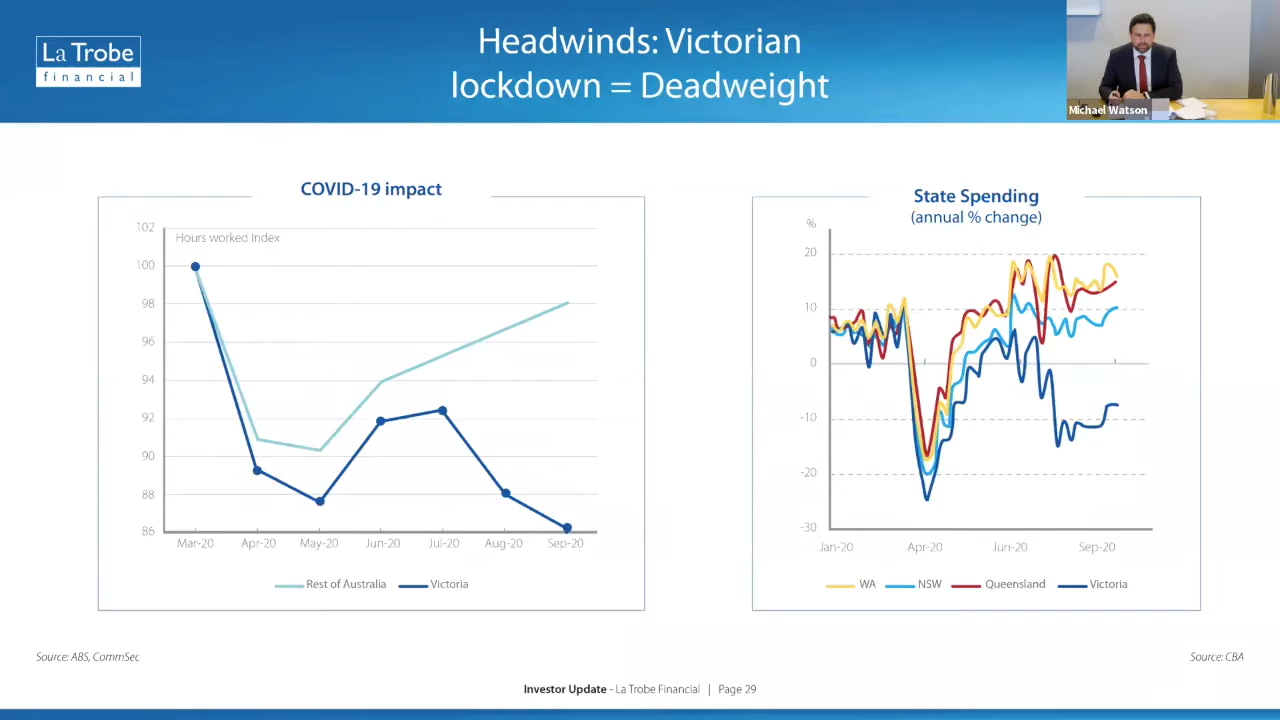 La Trobe
financial
Headwinds: Victorian
lockdown = Deadweight
Michael Watson
COVID-19 impact
102
Hours worked index
100
98
96
94
92
90
88
86
Mar-20 Apr-20 May-20 Jun-20 Jul-20 Aug-20 Sep-20
Rest of Australia Victoria
State Spending
(annual % change)
%
20
10
0
-10
-20
-30
Jan-20 Apr-20 Jun-20 Sep-20
WA NSW Queensland Victoria
Source: ABS, CommSec
Source: CBA
Investor Update - La Trobe Financial | Page 29